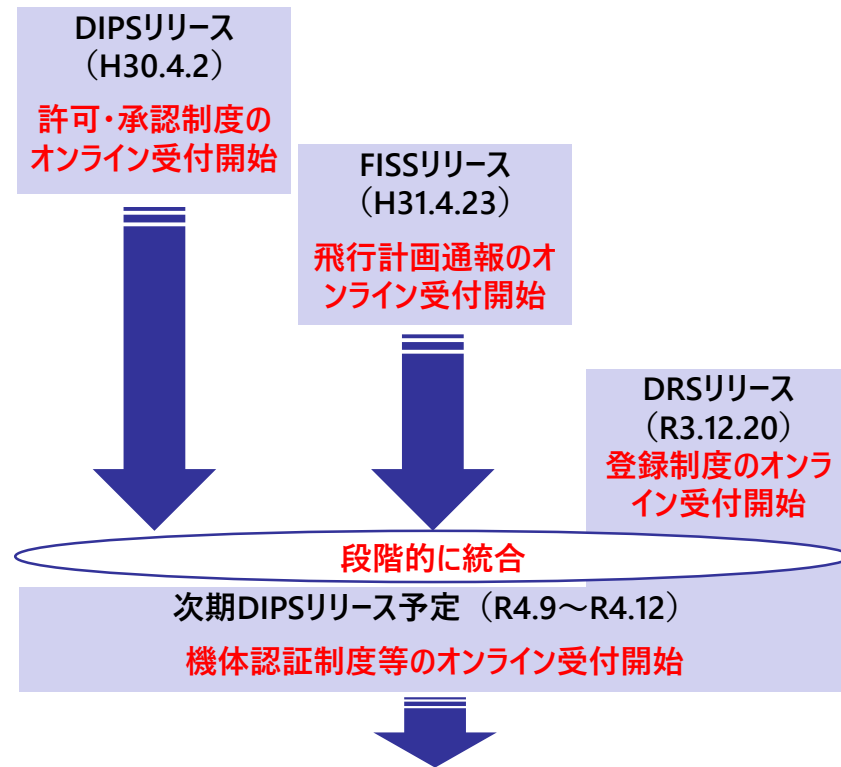 DIPSリリース
（H30.4.2）
許可・承認制度の
オンライン受付開始
FISSリリース
（H31.4.23）
飛行計画通報のオ
ンライン受付開始
DRSリリース
（R3.12.20）
登録制度のオンラ
イン受付開始
段階的に統合
次期DIPSリリース予定（R4.9～R4.12）
機体認証制度等のオンライン受付開始